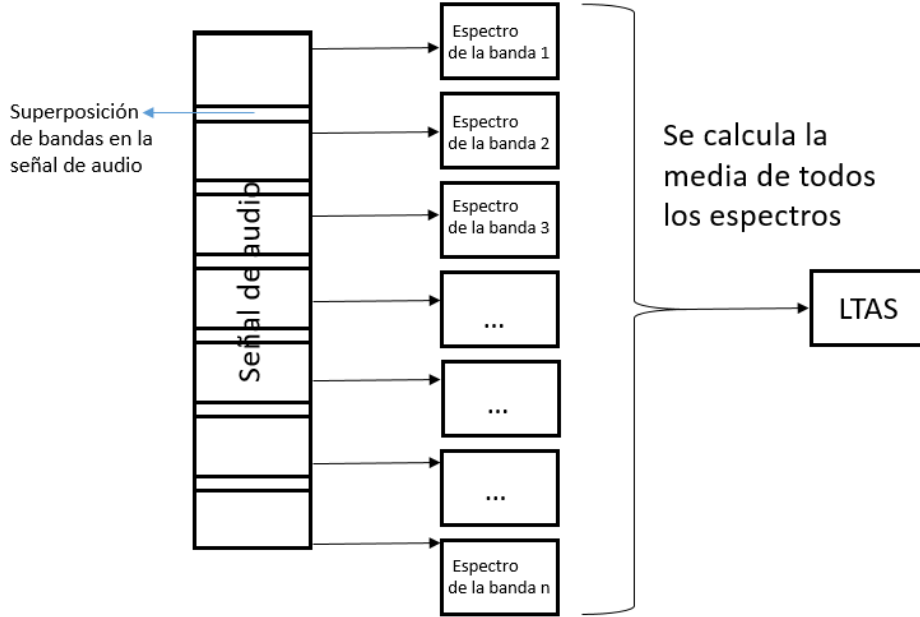 Superposición
de bandas en la
señal de audio
Señal de audio
Espectro
de la banda 1
Espectro
de la banda 2
Espectro
de la banda 3
...
...
...
Espectro
de la banda n
Se calcula la
media de todos
los espectros
LTAS